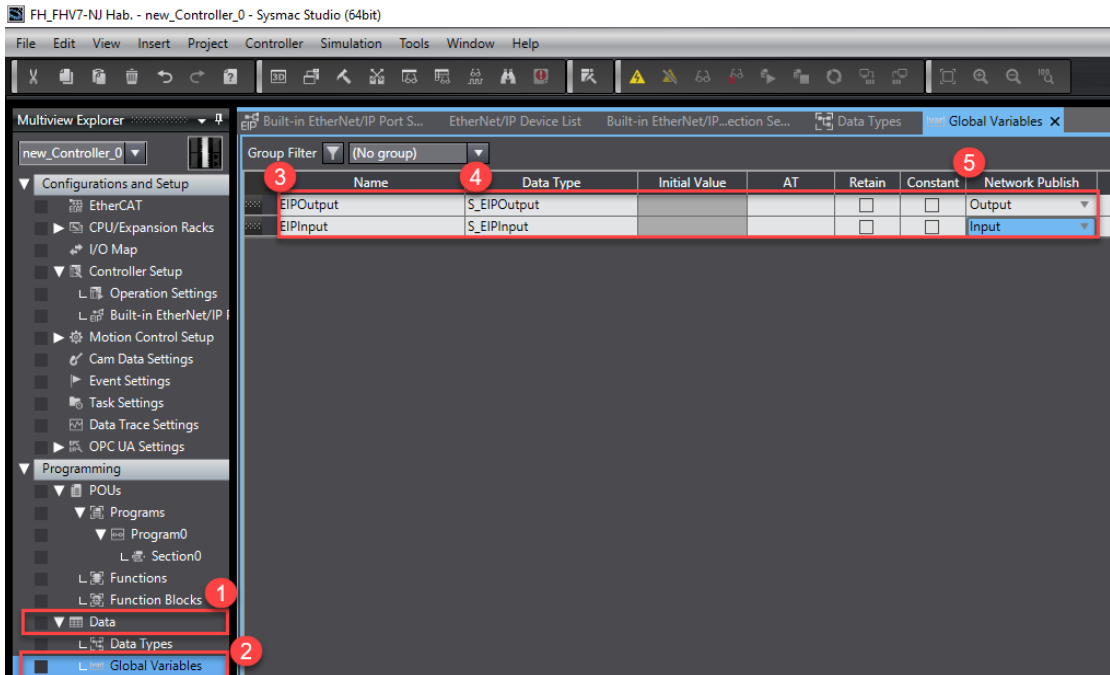 FH_FHV7-NJ Hab. - new_Controller_0 - Sysmac Studio (64bit)
File Edit View Insert Project Controller Simulation Tools Window Help
Multiview Explorer
new_Controller_0
Configurations and Setup
EtherCAT
CPU/Expansion Racks
I/O Map
Controller Setup
Operation Settings
Built-in EtherNet/IP
Motion Control Setup
Cam Data Settings
Event Settings
Task Settings
Data Trace Settings
OPC UA Settings
Programming
POUs
Programs
Program0
Section0
Functions
Function Blocks
1
Data
Data Types
2
Global Variables
Built-in EtherNet/IP Port S... EtherNet/IP Device List Built-in EtherNet/IP...ection Se... Data Types Global Variables
Group Filter (No group)
3 4 5
Name Data Type Initial Value AT Retain Constant Network Publish
EIPOutput S_EIPOutput Output
EIPInput S_EIPInput Input